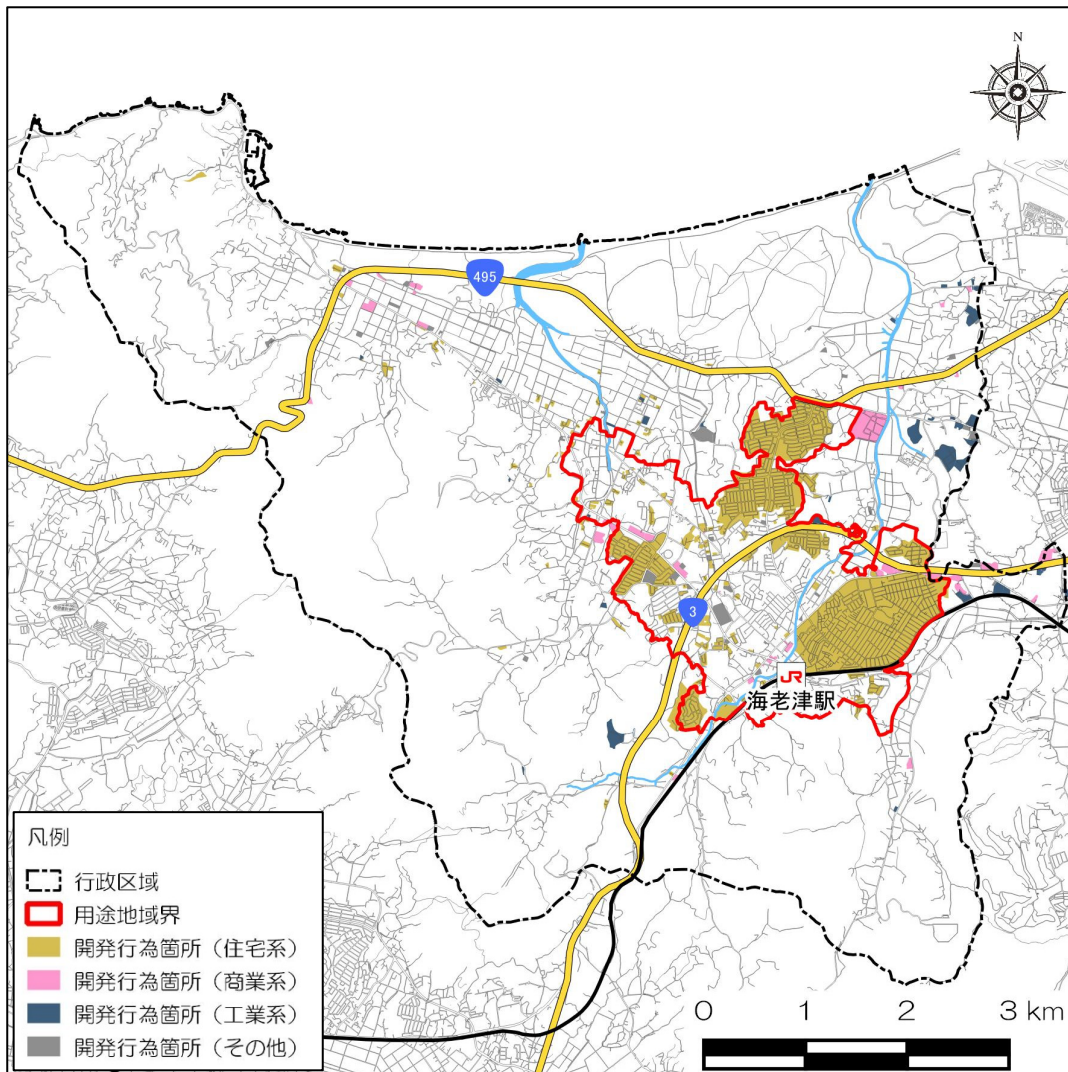 N
495
3
JR
海老津駅
凡例
行政区域
用途地域界
開発行為箇所（住宅系）
開発行為箇所（商業系）
開発行為箇所（工業系）
開発行為箇所（その他）
0 1 2 3 km